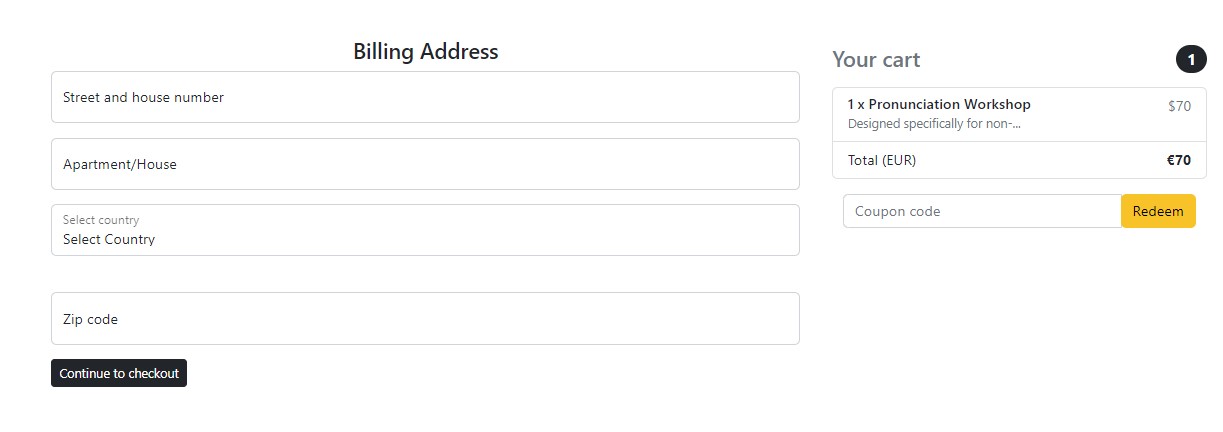 Billing Address
Street and house number
Apartment/House
Select country
Select Country
Zip code
Continue to checkout
Your cart
1
1 x Pronunciation Workshop
$70
Designed specifically for non-...
Total (EUR)
€70
Coupon code
Redeem